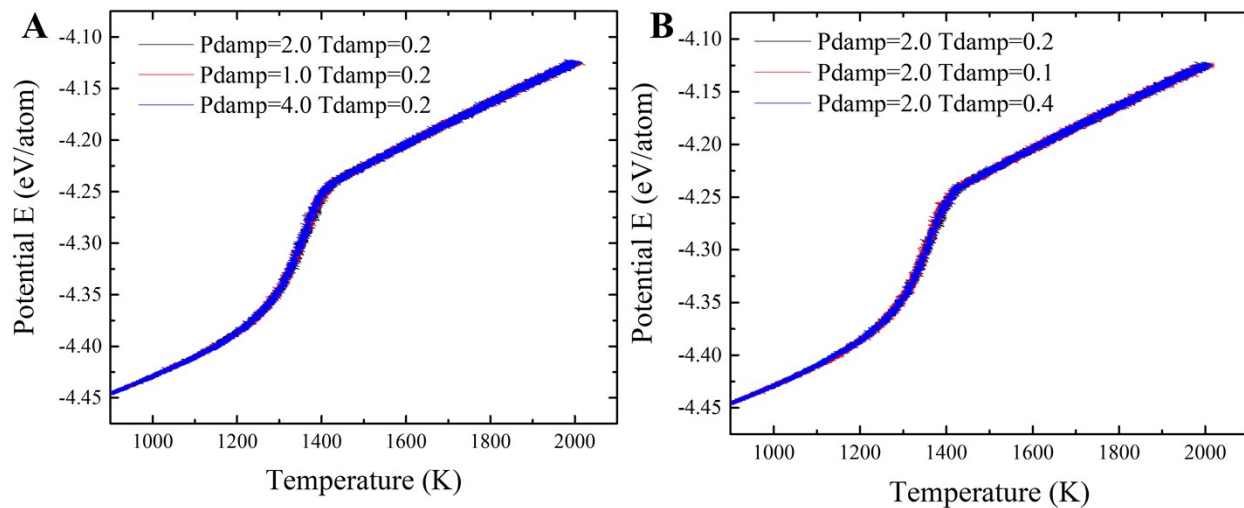 A
Pdamp=2.0 Tdamp=0.2
Pdamp=1.0 Tdamp=0.2
Pdamp=4.0 Tdamp=0.2
Potential E (eV/atom)
-4.10
-4.15
-4.20
-4.25
-4.30
-4.35
-4.40
-4.45
1000 1200 1400 1600 1800 2000
Temperature (K)
B
Pdamp=2.0 Tdamp=0.2
Pdamp=2.0 Tdamp=0.1
Pdamp=2.0 Tdamp=0.4
Potential E (eV/atom)
-4.10
-4.15
-4.20
-4.25
-4.30
-4.35
-4.40
-4.45
1000 1200 1400 1600 1800 2000
Temperature (K)